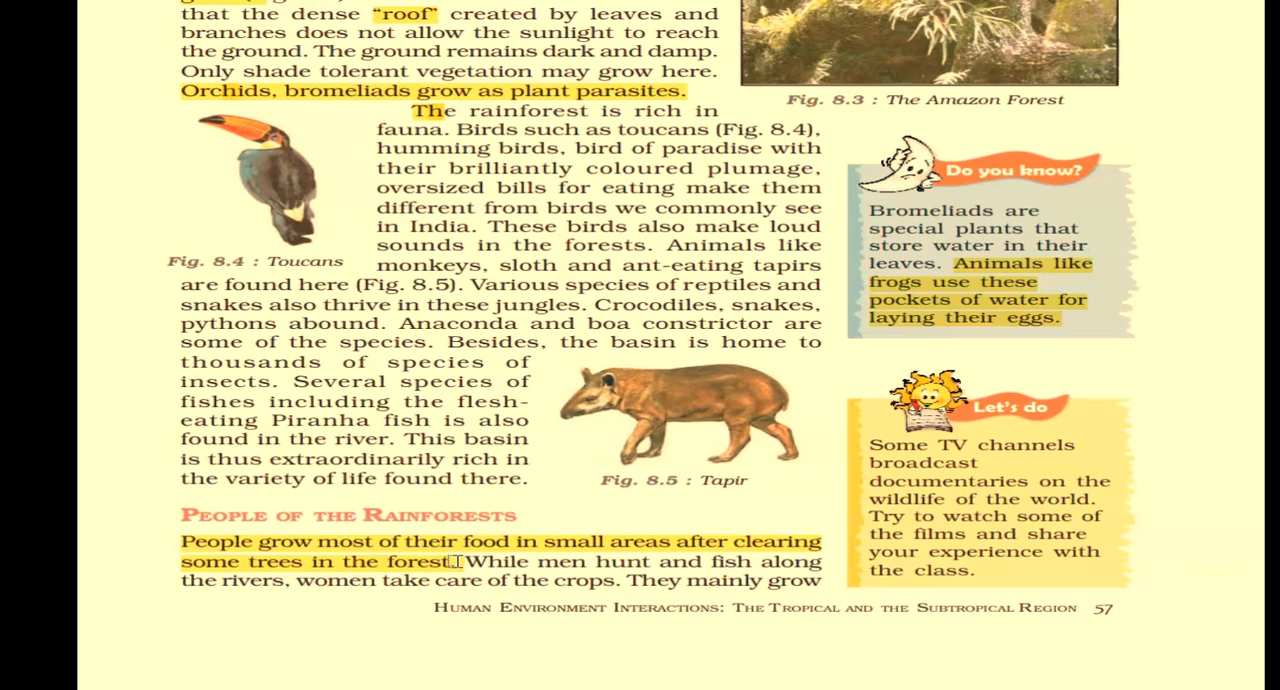 that the dense “roof” created by leaves and
branches does not allow the sunlight to reach
the ground. The ground remains dark and damp.
Only shade tolerant vegetation may grow here.
Orchids, bromeliads grow as plant parasites.
The rainforest is rich in
fauna. Birds such as toucans (Fig. 8.4),
humming birds, bird of paradise with
their brilliantly coloured plumage,
oversized bills for eating make them
different from birds we commonly see
in India. These birds also make loud
sounds in the forests. Animals like
monkeys, sloth and ant-eating tapirs
are found here (Fig. 8.5). Various species of reptiles and
snakes also thrive in these jungles. Crocodiles, snakes,
pythons abound. Anaconda and boa constrictor are
some of the species. Besides, the basin is home to
thousands of species of
insects. Several species of
fishes including the flesh-
eating Piranha fish is also
found in the river. This basin
is thus extraordinarily rich in
the variety of life found there.
Fig. 8.4 : Toucans
Fig. 8.5 : Tapir
PEOPLE OF THE RAINFORESTS
People grow most of their food in small areas after clearing
some trees in the forest. While men hunt and fish along
the rivers, women take care of the crops. They mainly grow
Fig. 8.3 : The Amazon Forest
Do you know?
Bromeliads are
special plants that
store water in their
leaves. Animals like
frogs use these
pockets of water for
laying their eggs.
Let's do
Some TV channels
broadcast
documentaries on the
wildlife of the world.
Try to watch some of
the films and share
your experience with
the class.
HUMAN ENVIRONMENT INTERACTIONS: THE TROPICAL AND THE SUBTROPICAL REGION 57